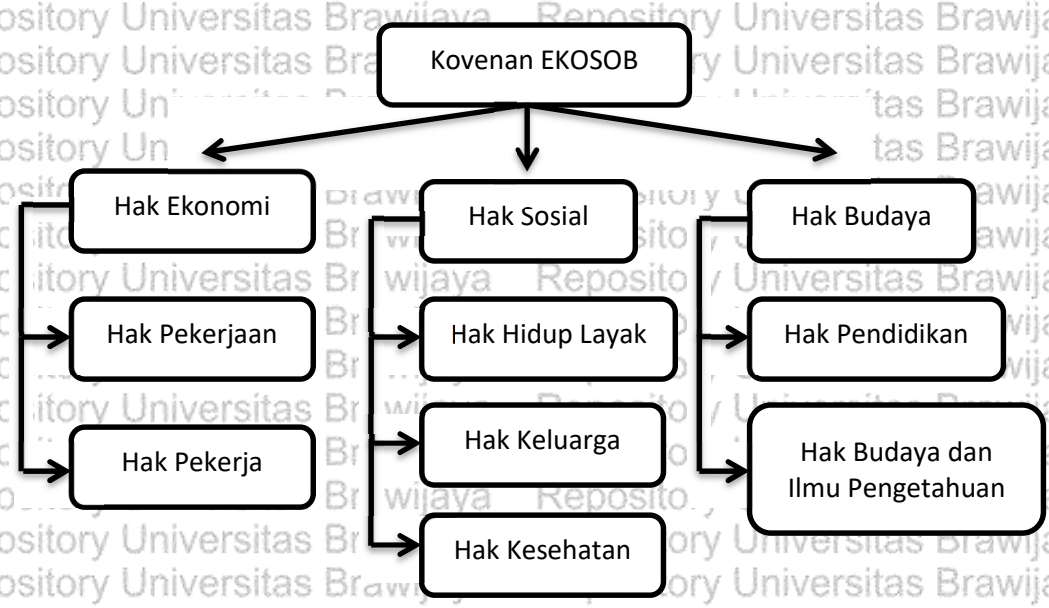 Kovenan EKOSOB
Hak Ekonomi
Hak Pekerjaan
Hak Pekerja
Hak Sosial
Hak Hidup Layak
Hak Keluarga
Hak Kesehatan
Hak Budaya
Hak Pendidikan
Hak Budaya dan
Ilmu Pengetahuan